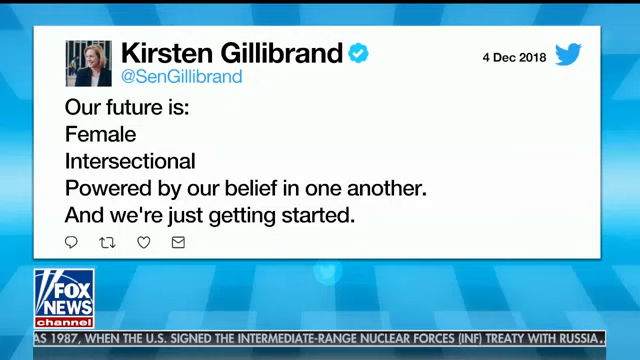 Kirsten Gillibrand
4 Dec 2018
@SenGillibrand
Our future is:
Female
Intersectional
Powered by our belief in one another.
And we're just getting started.
FOX
NEWS
channel
AS 1987, WHEN THE U.S. SIGNED THE INTERMEDIATE-RANGE NUCLEAR FORCES (INF) TREATY WITH RUSSIA..